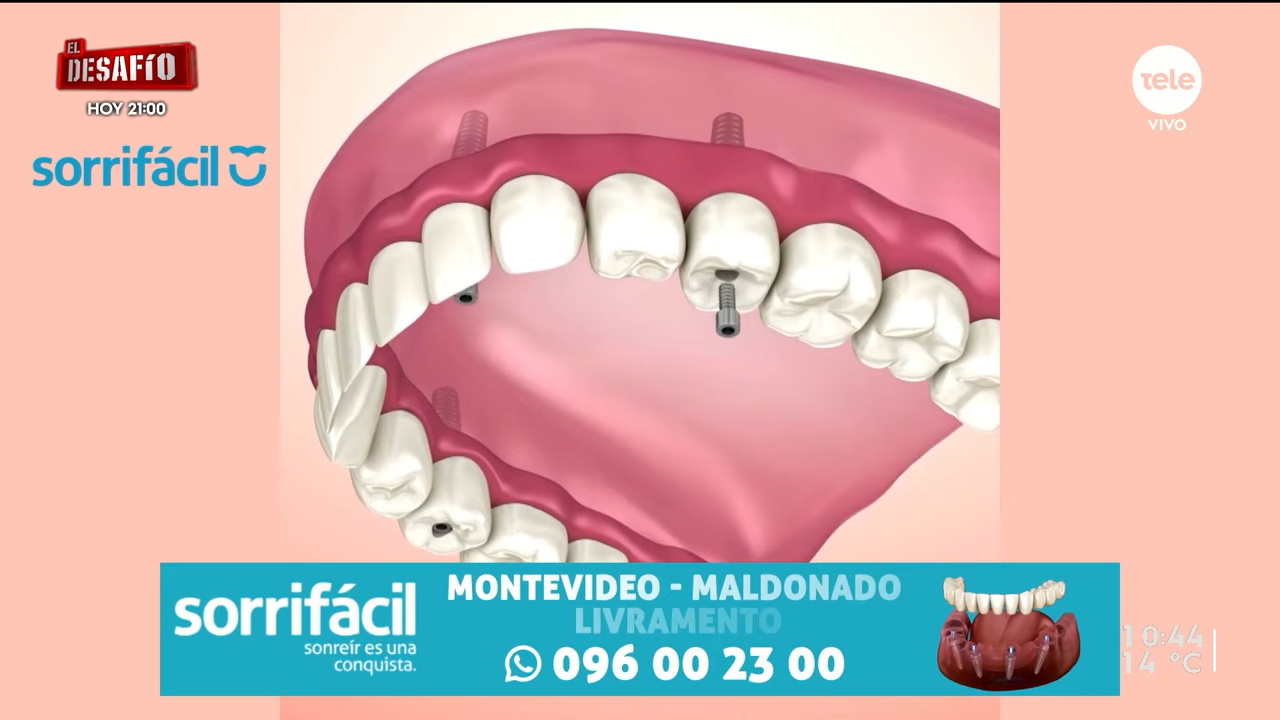 EL
DESAFÍO
HOY 21:00
sorrifácil
tele
VIVO
sorrifácil
sonreír es una
conquista.
MONTEVIDEO - MALDONADO
LIVRAMENTO
096 00 23 00
10:44
14 °C